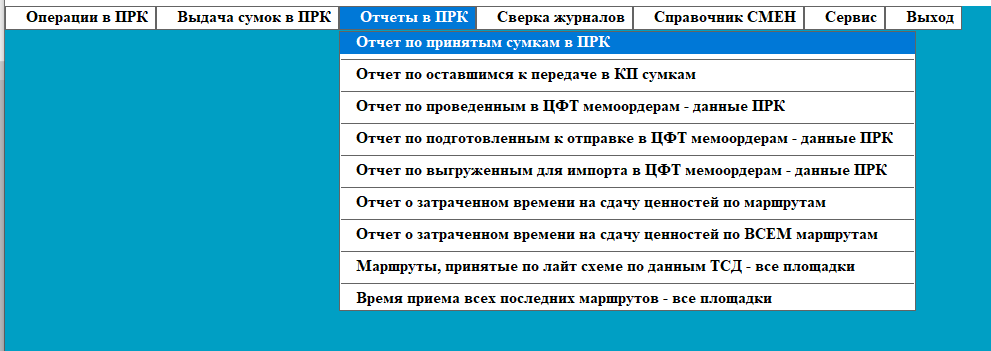 Операции в ПРК Выдача сумок в ПРК Отчеты в ПРК Сверка журналов Справочник СМЕН Сервис Выход
Отчет по принятым сумкам в ПРК
Отчет по оставшимся к передаче в КП сумкам
Отчет по проведенным в ЦФТ мемоордерам - данные ПРК
Отчет по подготовленным к отправке в ЦФТ мемоордерам - данные ПРК
Отчет по выгруженным для импорта в ЦФТ мемоордерам - данные ПРК
Отчет о затраченном времени на сдачу ценностей по маршрутам
Отчет о затраченном времени на сдачу ценностей по ВСЕМ маршрутам
Маршруты, принятые по лайт схеме по данным ТСД - все площадки
Время приема всех последних маршрутов - все площадки